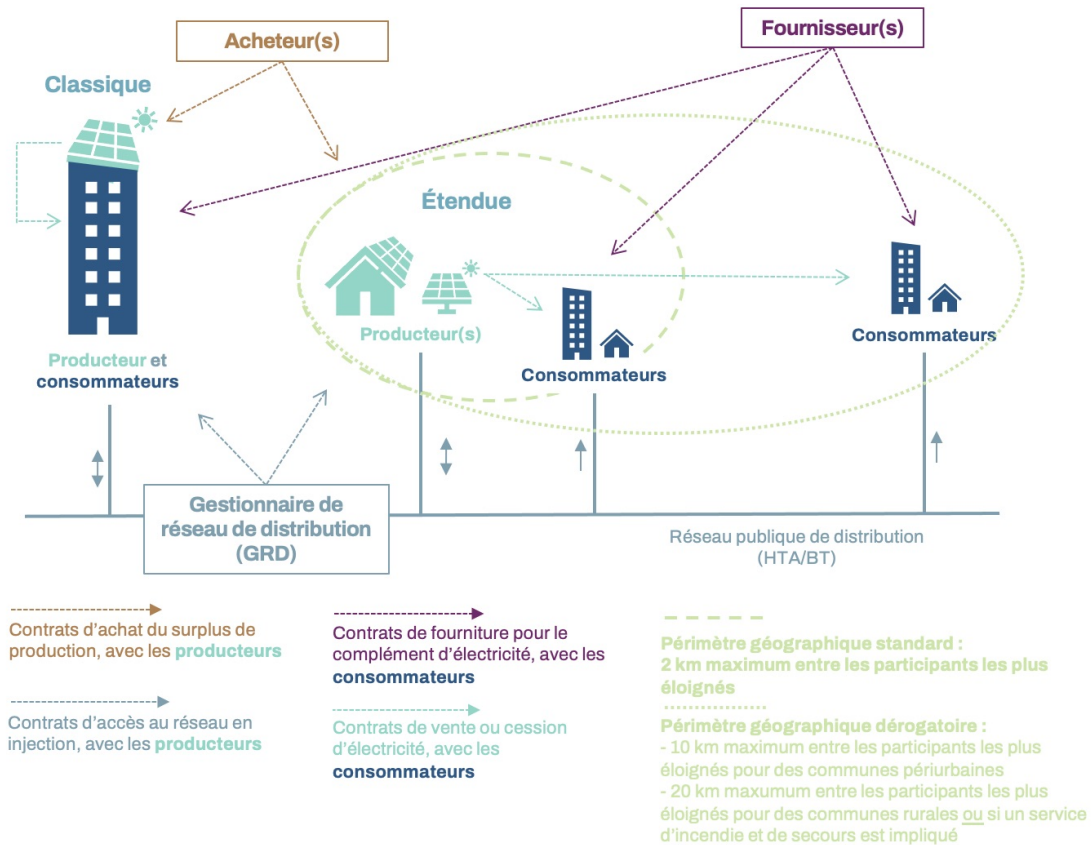 Acheteur(s)
Fournisseur(s)
Classique
Étendue
Producteur(s)
Consommateurs
Consommateurs
Producteur et
consommateurs
Gestionnaire de
réseau de distribution
(GRD)
Réseau publique de distribution
(HTA/BT)
Contrats d'achat du surplus de
production, avec les producteurs
Contrats d'accès au réseau en
injection, avec les producteurs
Contrats de fourniture pour le
complément d'électricité, avec les
consommateurs
Contrats de vente ou cession
d'électricité, avec les
consommateurs
Périmètre géographique standard :
2 km maximum entre les participants les plus
éloignés
Périmètre géographique dérogatoire :
- 10 km maximum entre les participants les plus
éloignés pour des communes périurbaines
- 20 km maxumum entre les participants les plus
éloignés pour des communes rurales ou si un service
d'incendie et de secours est impliqué